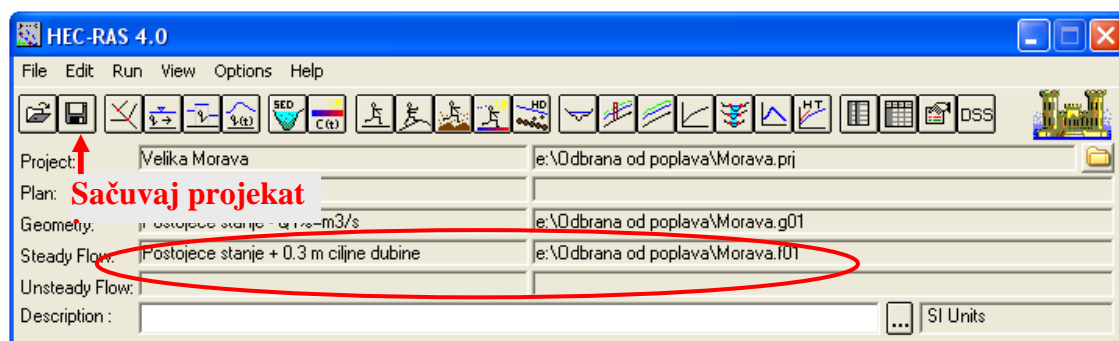 HEC-RAS 4.0
File Edit Run View Options Help
SED C(t) HD HT DSS
Project: Velika Morava e:\Odbrana od poplava\Morava.prj
Plan:
Sačuvaj projekat
Geometry: e:\Odbrana od poplava\Morava.g01
Steady Flow: Postojece stanje + 0.3 m ciljne dubine e:\Odbrana od poplava\Morava.f01
Unsteady Flow:
Description : ... SI Units